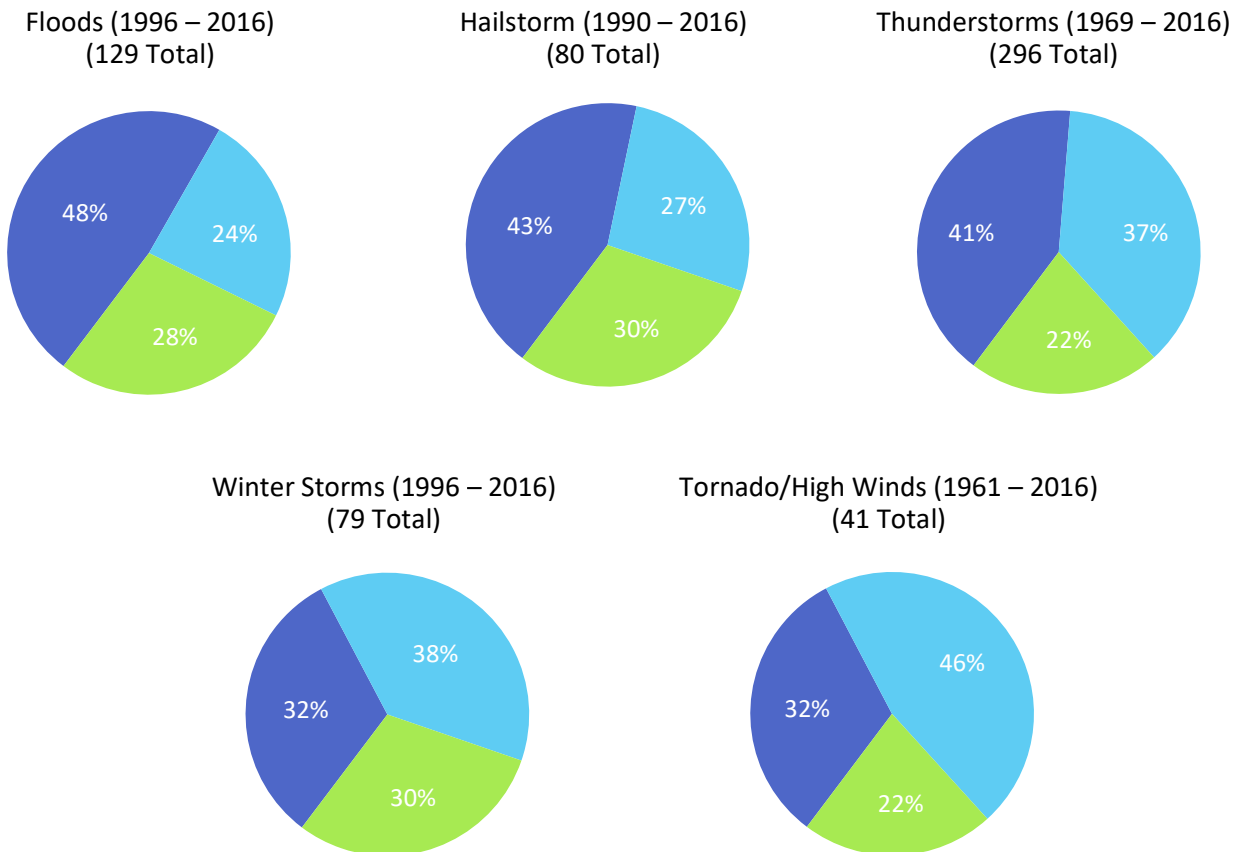 Floods (1996 – 2016)
(129 Total)
48%
24%
28%
Hailstorm (1990 – 2016)
(80 Total)
43%
27%
30%
Thunderstorms (1969 – 2016)
(296 Total)
41%
37%
22%
Winter Storms (1996 – 2016)
(79 Total)
38%
32%
30%
Tornado/High Winds (1961 – 2016)
(41 Total)
46%
32%
22%